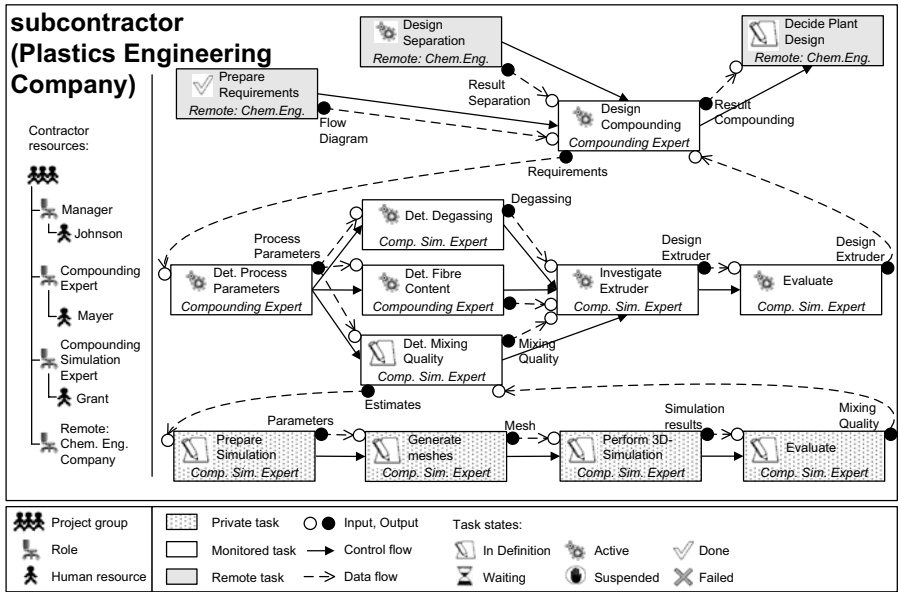 subcontractor
(Plastics Engineering
Company)
Contractor
resources:
Manager
Johnson
Compounding
Expert
Mayer
Compounding
Simulation
Expert
Grant
Remote:
Chem. Eng.
Company
Prepare
Requirements
Remote: Chem.Eng.
Flow
Diagram
Design
Separation
Remote: Chem.Eng.
Result
Separation
Decide Plant
Design
Remote: Chem.Eng.
Result
Compounding
Design
Compounding
Compounding Expert
Requirements
Det. Process
Parameters
Compounding Expert
Process
Parameters
Det. Degassing
Comp. Sim. Expert
Degassing
Det. Fibre
Content
Compounding Expert
Det. Mixing
Quality
Comp. Sim. Expert
Mixing
Quality
Estimates
Investigate
Extruder
Comp. Sim. Expert
Design
Extruder
Evaluate
Comp. Sim. Expert
Design
Extruder
Prepare
Simulation
Comp. Sim. Expert
Parameters
Generate
meshes
Comp. Sim. Expert
Mesh
Perform 3D-
Simulation
Comp. Sim. Expert
Simulation
results
Evaluate
Comp. Sim. Expert
Mixing
Quality
Project group
Role
Human resource
Private task
Monitored task
Remote task
Input, Output
Control flow
Data flow
Task states:
In Definition
Active
Done
Waiting
Suspended
Failed